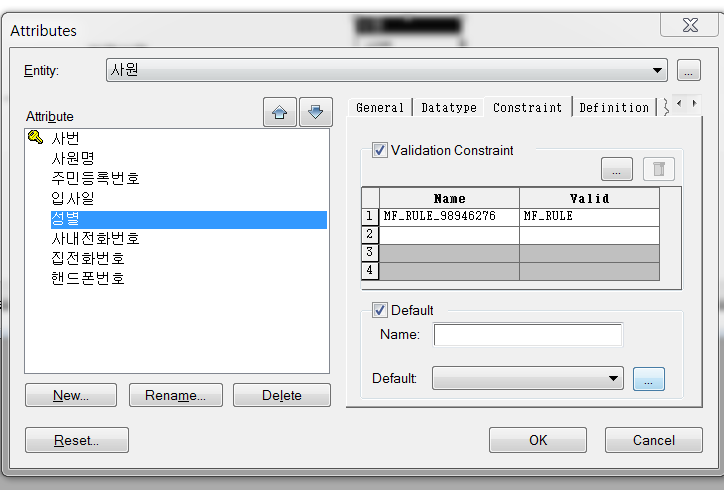 Attributes
Entity:
사원
...
Attribute
사번
사원명
주민등록번호
입사일
성별
사내전화번호
집전화번호
핸드폰번호
New...
Rename...
Delete
Reset...
General
Datatype
Constraint
Definition
Validation Constraint
...
Name Valid
1 MF_RULE_98946276 MF_RULE
2
3
4
Default
Name:
Default:
...
OK
Cancel